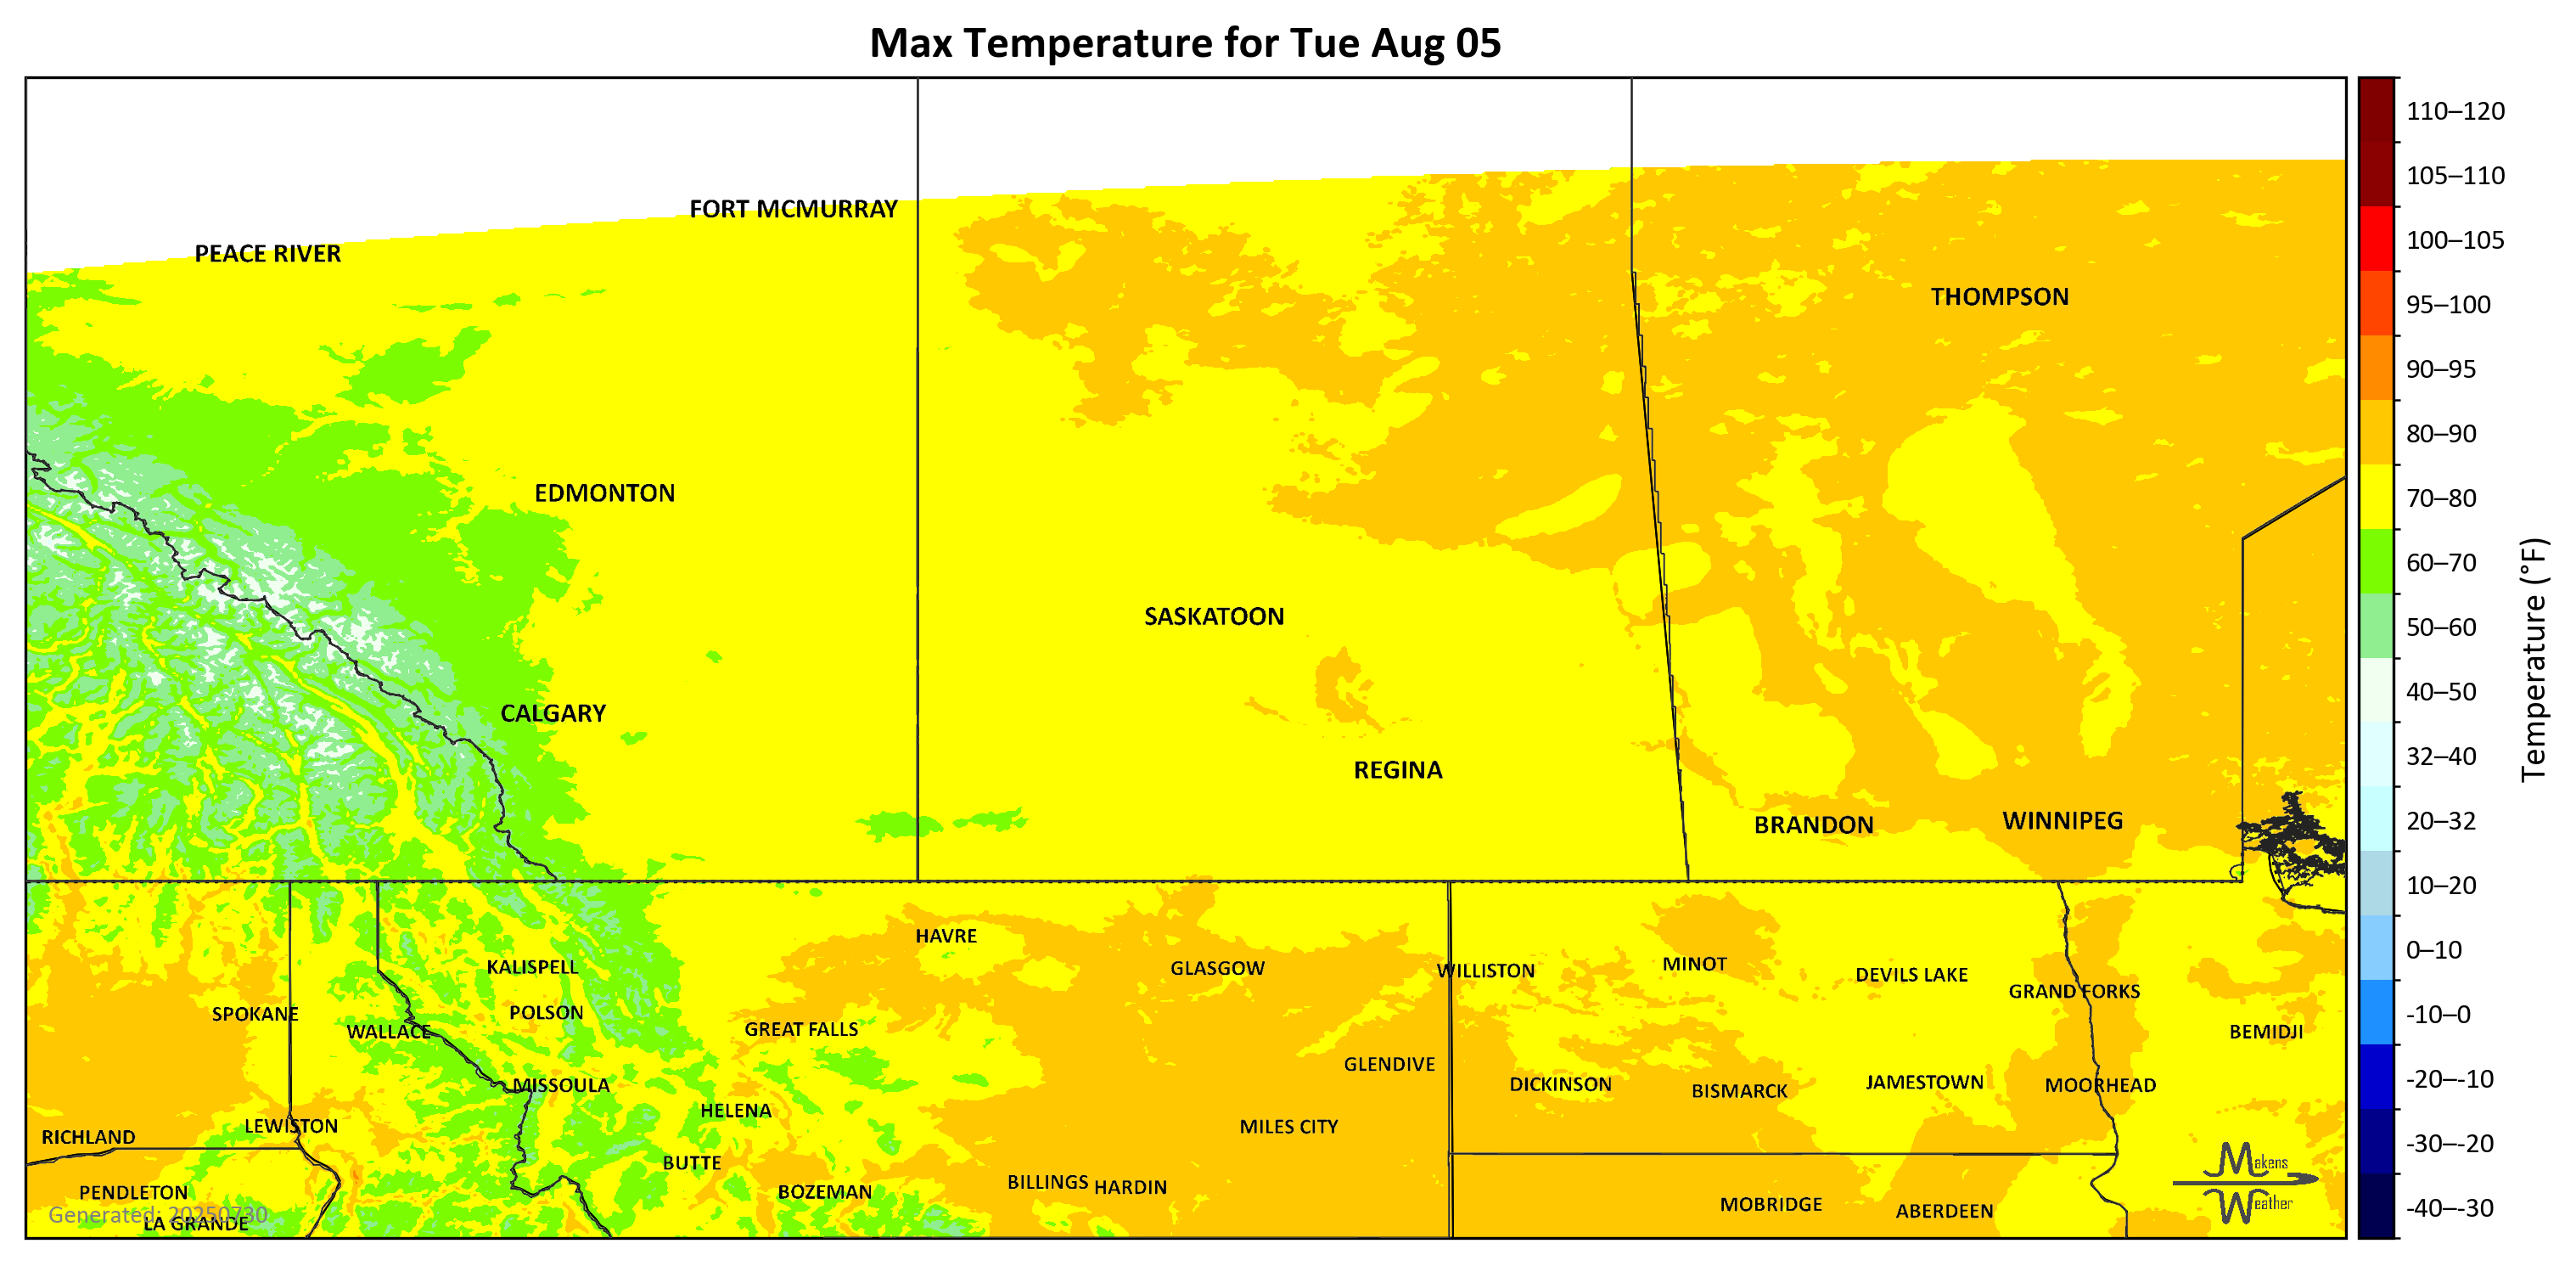 Max Temperature for Tue Aug 05
FORT MCMURRAY
PEACE RIVER
THOMPSON
EDMONTON
SASKATOON
CALGARY
REGINA
BRANDON
WINNIPEG
HAVRE
KALISPELL
GLASGOW
WILLISTON
MINOT
DEVILS LAKE
GRAND FORKS
SPOKANE
POLSON
WALLACE
GREAT FALLS
BEMIDJI
GLENDIVE
MISSOULA
DICKINSON
BISMARCK
JAMESTOWN
MOORHEAD
HELENA
LEWISTON
MILES CITY
RICHLAND
BUTTE
PENDLETON
BOZEMAN
BILLINGS
HARDIN
MOBRIDGE
ABERDEEN
Generated: 20250730
LA GRANDE
Makens
Weather
110–120
105–110
100–105
95–100
90–95
80–90
70–80
60–70
50–60
40–50
32–40
20–32
10–20
0–10
-10–0
-20–-10
-30–-20
-40–-30
Temperature (°F)